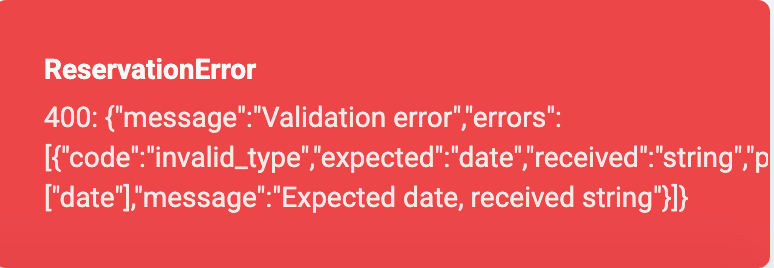 ReservationError
400: {"message":"Validation error","errors":
[{"code":"invalid_type","expected":"date","received":"string","p
["date"],"message":"Expected date, received string"}]}